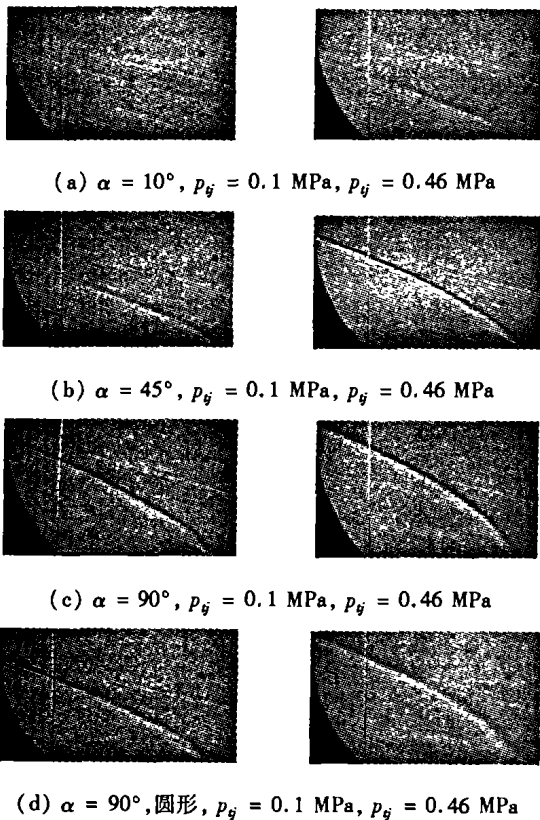 (a) α = 10°, p_tj = 0.1 MPa, p_tj = 0.46 MPa
(b) α = 45°, p_tj = 0.1 MPa, p_tj = 0.46 MPa
(c) α = 90°, p_tj = 0.1 MPa, p_tj = 0.46 MPa
(d) α = 90°,圆形, p_tj = 0.1 MPa, p_tj = 0.46 MPa